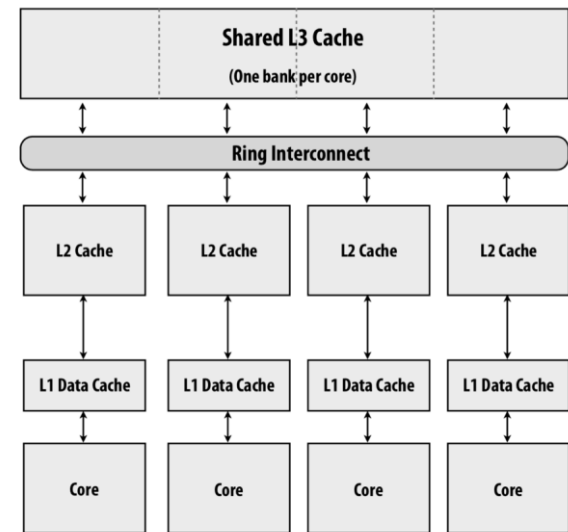 Shared L3 Cache
(One bank per core)
Ring Interconnect
L2 Cache
L2 Cache
L2 Cache
L2 Cache
L1 Data Cache
L1 Data Cache
L1 Data Cache
L1 Data Cache
Core
Core
Core
Core